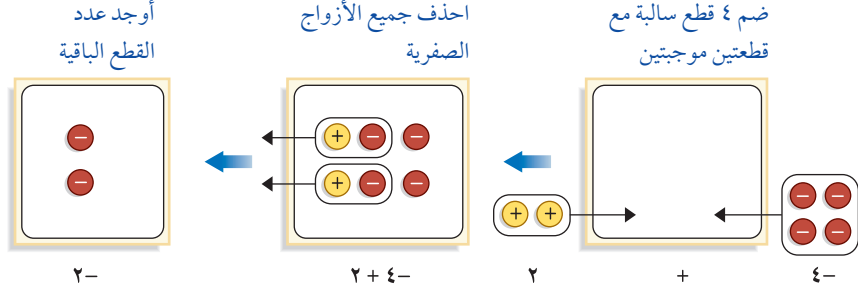 ضم ٤ قطع سالبة مع
قطعتين موجبتين
احذف جميع الأزواج
الصفرية
أوجد عدد
القطع الباقية
−٤ + ٢
−٤ + ٢
−٢